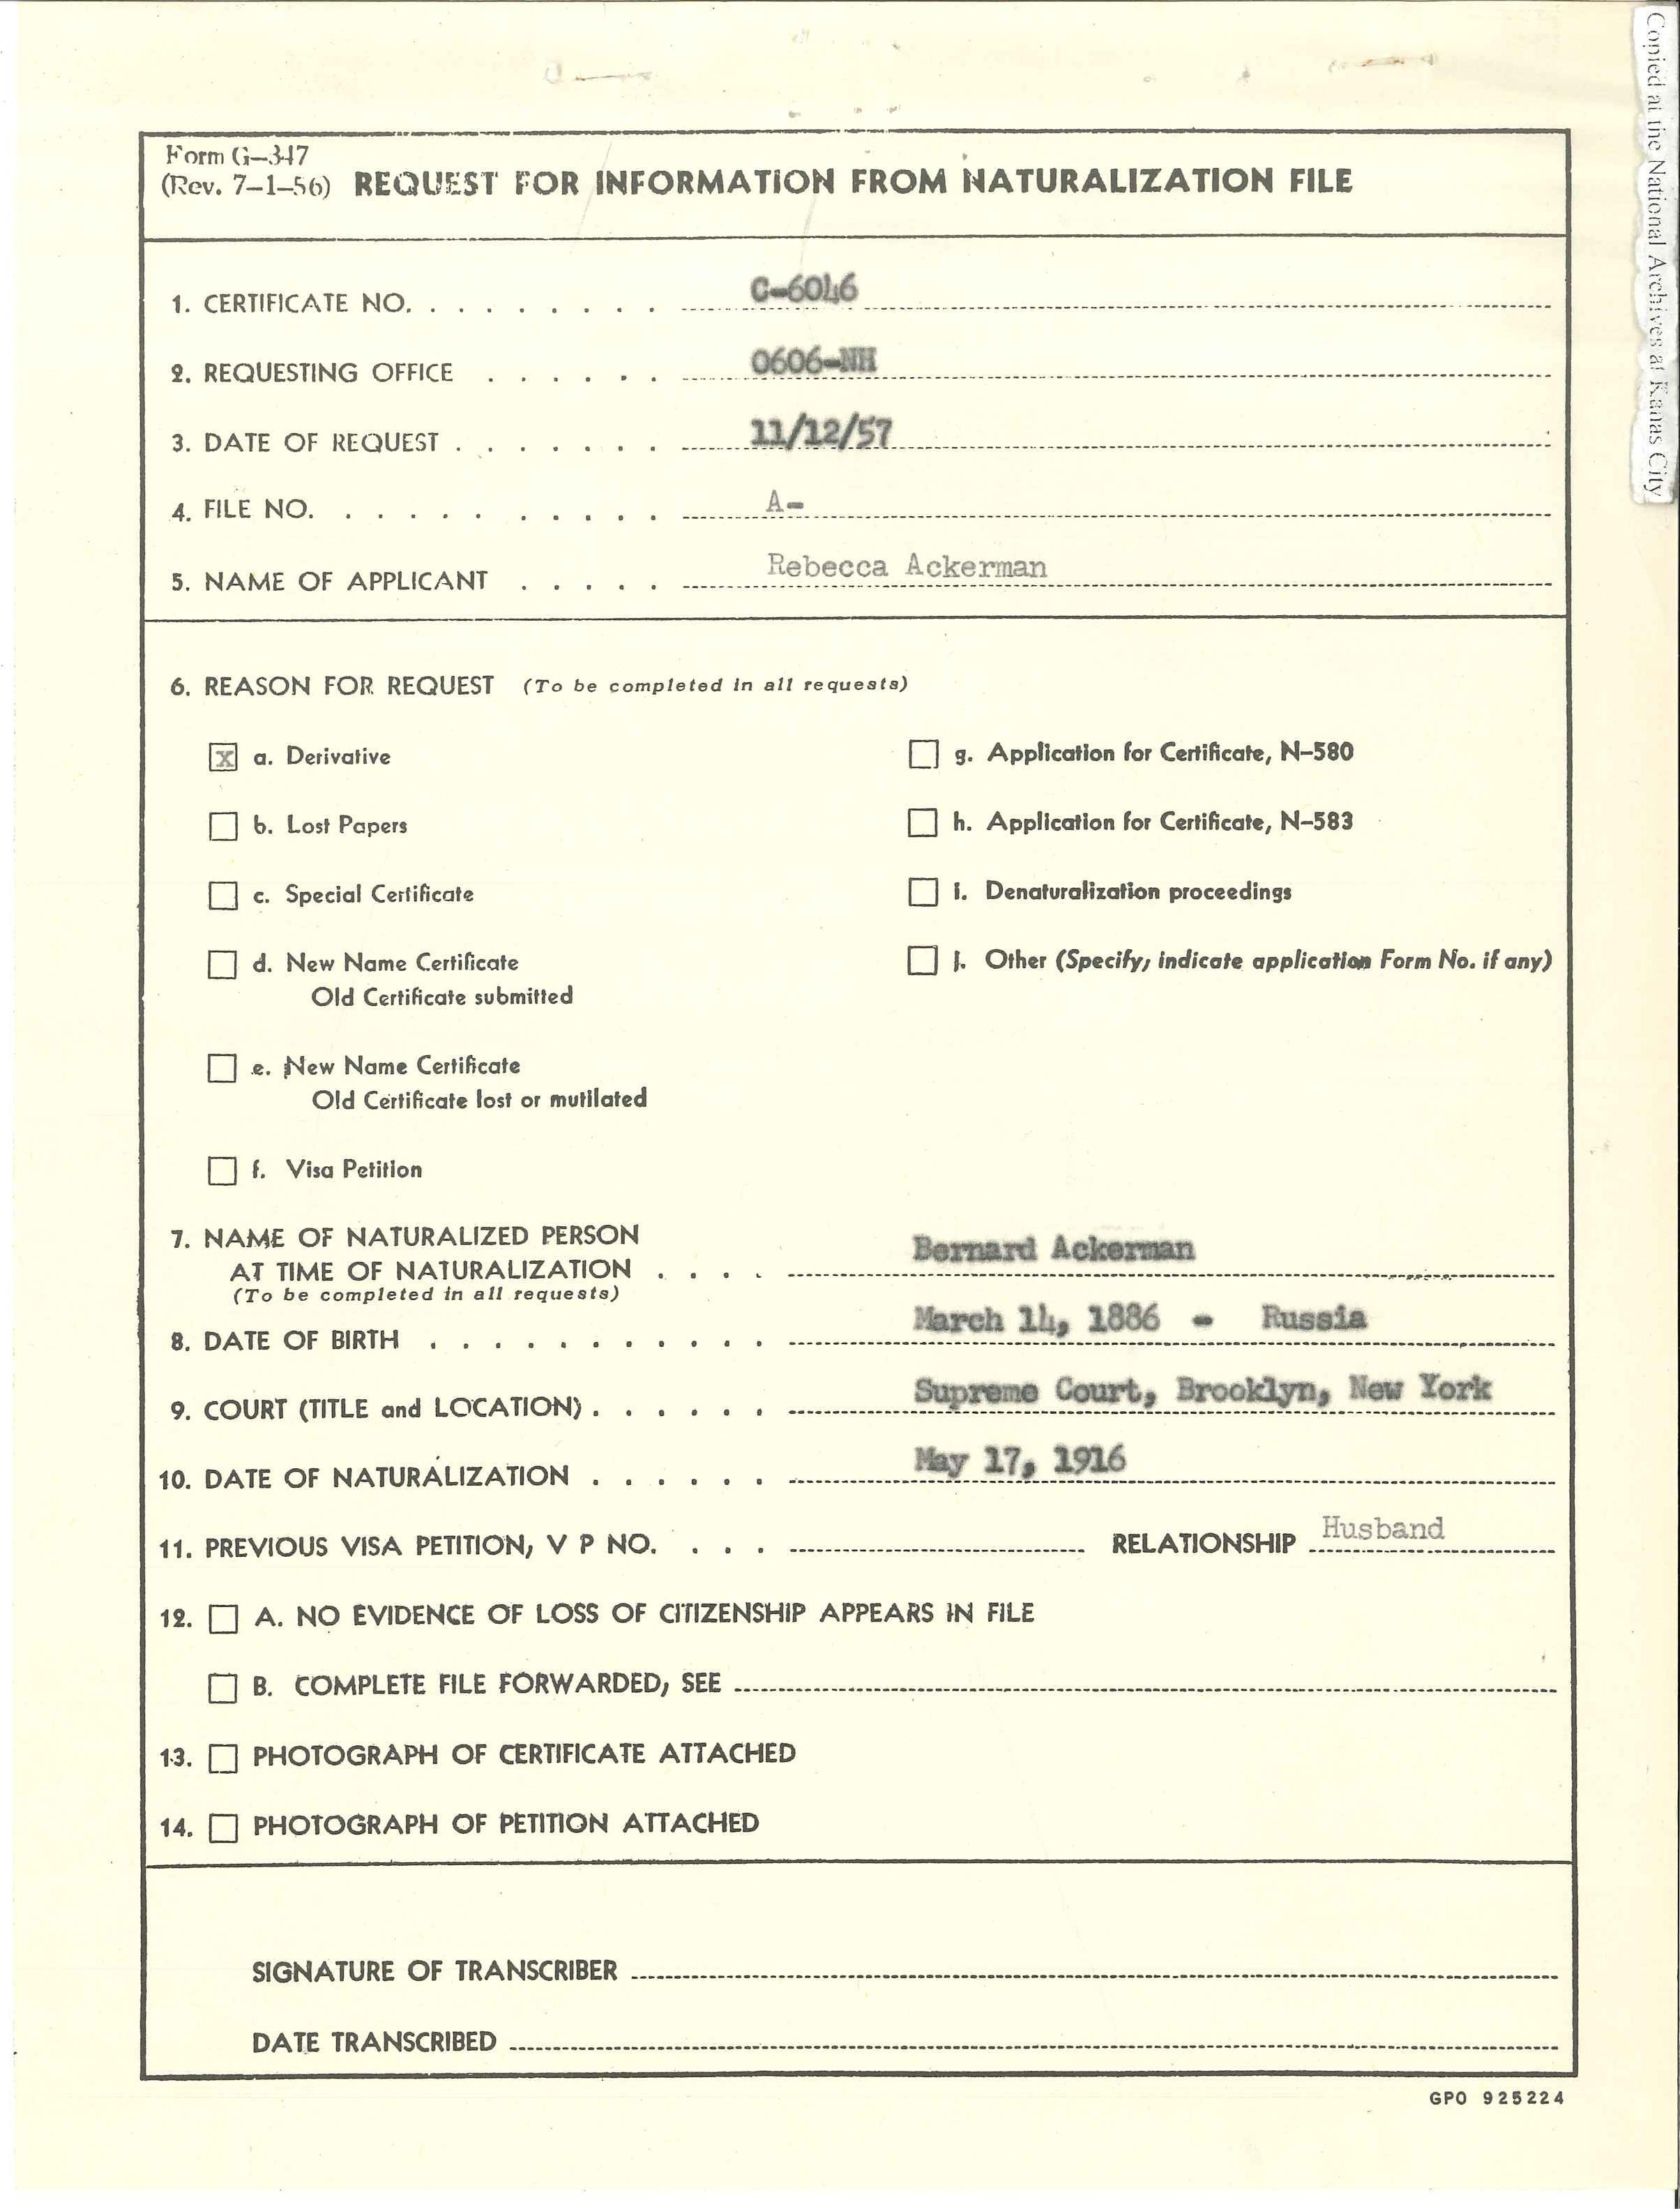 Copied at the National Archives at Kanas City
Form G-347
(Rev. 7-1-56) REQUEST FOR INFORMATION FROM NATURALIZATION FILE
1. CERTIFICATE NO. . . . . . . . . C-6046
2. REQUESTING OFFICE . . . . . . 0606-NH
3. DATE OF REQUEST . . . . . . . 11/12/57
4. FILE NO. . . . . . . . . . . . A-
5. NAME OF APPLICANT . . . . . Rebecca Ackerman
6. REASON FOR REQUEST (To be completed in all requests)
x a. Derivative
b. Lost Papers
c. Special Certificate
d. New Name Certificate
Old Certificate submitted
e. New Name Certificate
Old Certificate lost or mutilated
f. Visa Petition
g. Application for Certificate, N-580
h. Application for Certificate, N-583
i. Denaturalization proceedings
j. Other (Specify; indicate application Form No. if any)
7. NAME OF NATURALIZED PERSON
AT TIME OF NATURALIZATION . . . . Bernard Ackerman
(To be completed in all requests)
8. DATE OF BIRTH . . . . . . . . . . . March 14, 1886 - Russia
9. COURT (TITLE and LOCATION) . . . . . . Supreme Court, Brooklyn, New York
10. DATE OF NATURALIZATION . . . . . . May 17, 1916
11. PREVIOUS VISA PETITION, V P NO. . . . RELATIONSHIP Husband
12. A. NO EVIDENCE OF LOSS OF CITIZENSHIP APPEARS IN FILE
B. COMPLETE FILE FORWARDED, SEE
13. PHOTOGRAPH OF CERTIFICATE ATTACHED
14. PHOTOGRAPH OF PETITION ATTACHED
SIGNATURE OF TRANSCRIBER
DATE TRANSCRIBED
GPO 925224